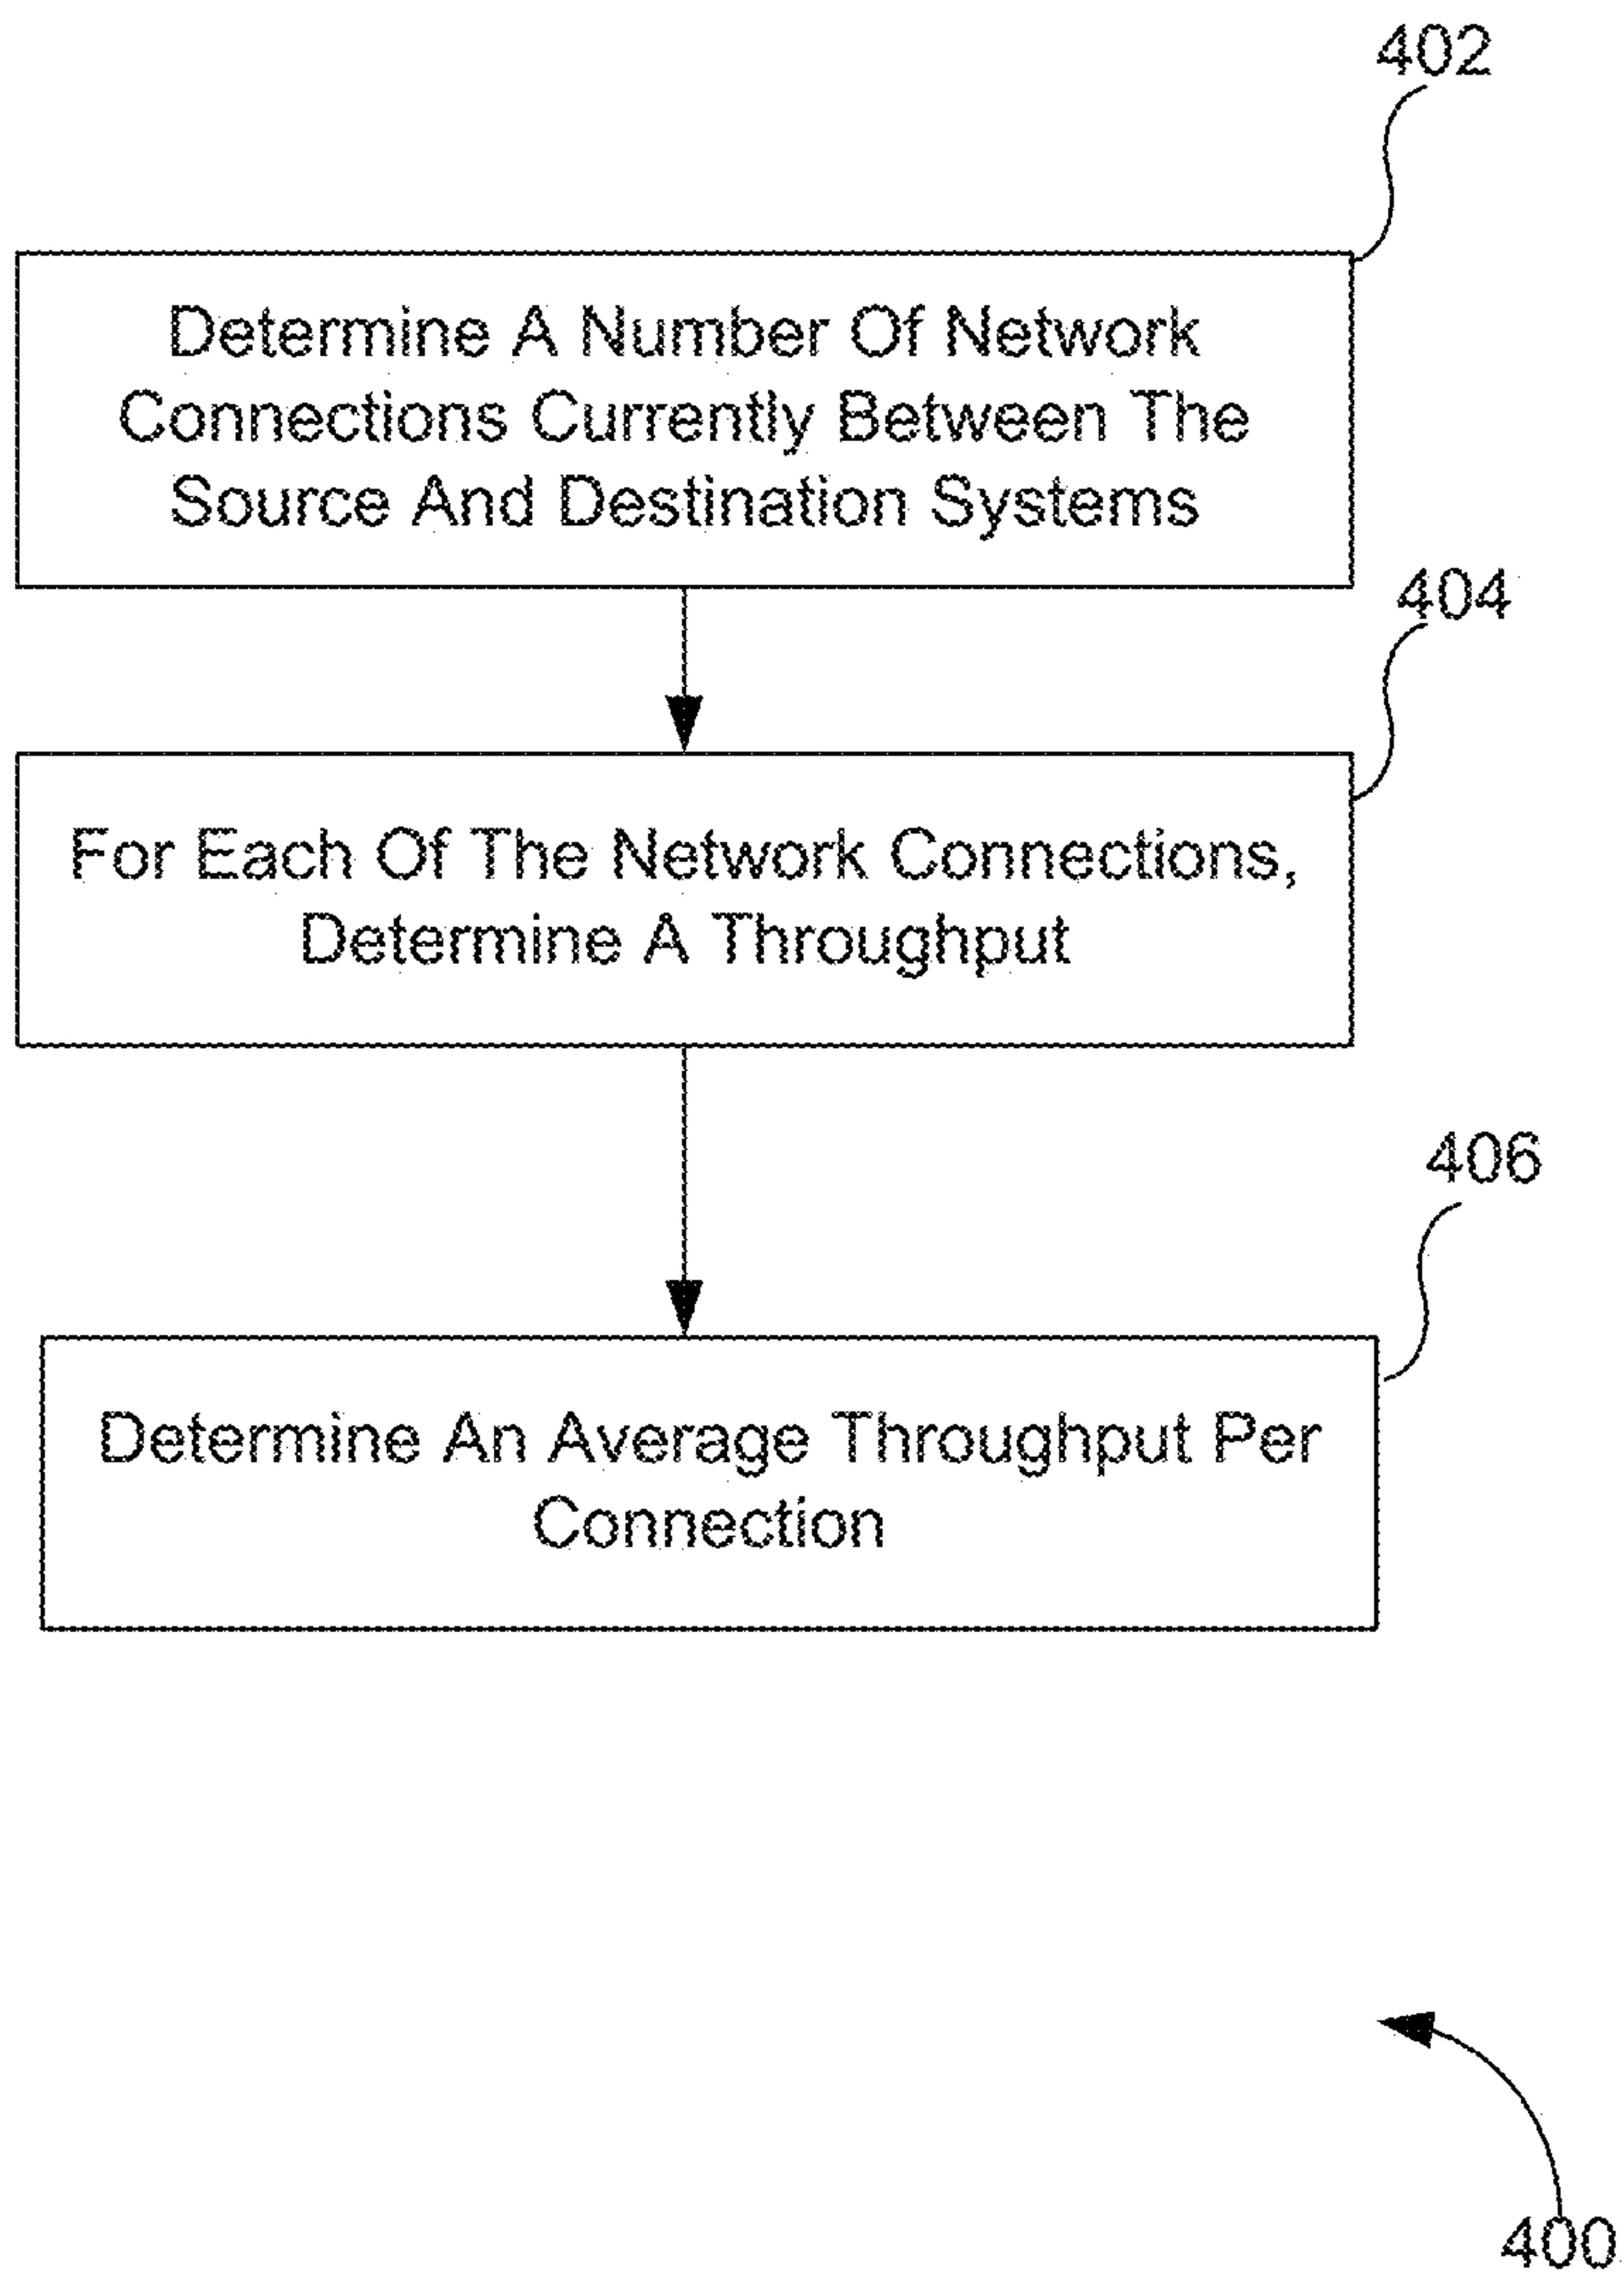 402
Determine A Number Of Network
Connections Currently Between The
Source And Destination Systems
404
For Each Of The Network Connections,
Determine A Throughput
406
Determine An Average Throughput Per
Connection
400